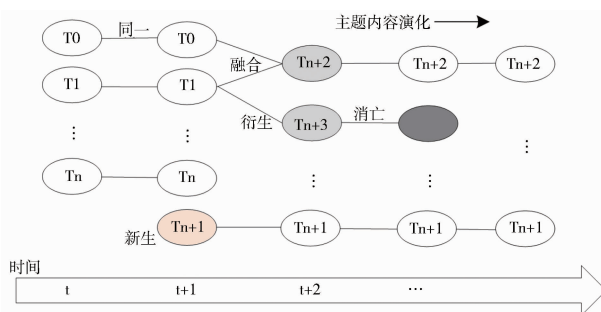 主题内容演化
T0 同一 T0
融合 Tn+2 Tn+2 Tn+2
T1 T1
衍生 Tn+3 消亡
⋮ ⋮ ⋮
Tn Tn ⋮ ⋮
新生 Tn+1 Tn+1 Tn+1 Tn+1
时间
t t+1 t+2 …